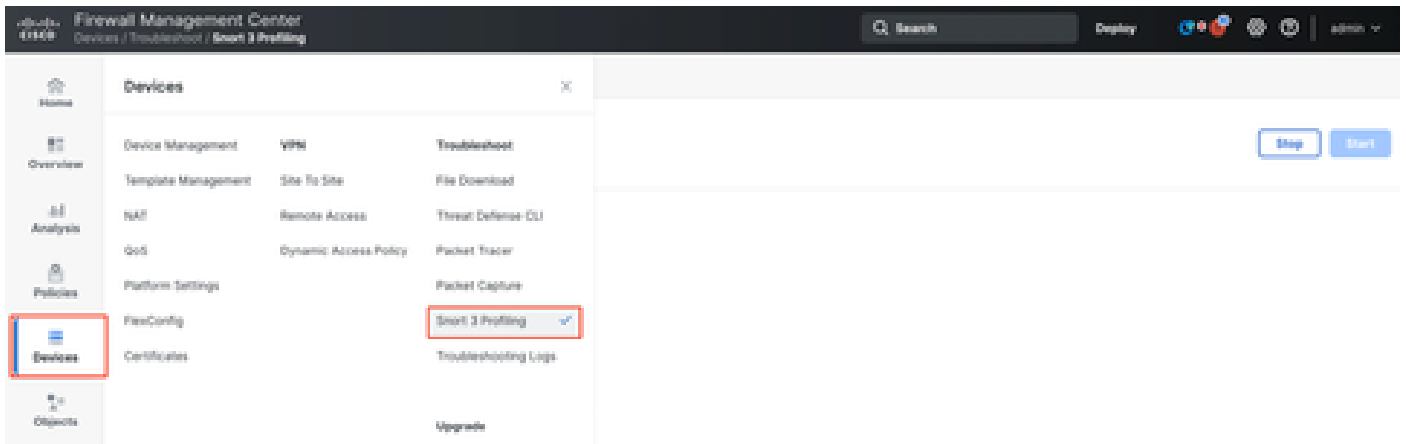 CISCO
Firewall Management Center
Devices / Troubleshoot / Snort 3 Profiling
Search
Deploy
admin
Home
Overview
Analysis
Policies
Devices
Objects
Devices
Device Management
Template Management
NAT
QoS
Platform Settings
FlexConfig
Certificates
VPN
Site To Site
Remote Access
Dynamic Access Policy
Troubleshoot
File Download
Threat Defense CLI
Packet Tracer
Packet Capture
Snort 3 Profiling
Troubleshooting Logs
Upgrade
Stop
Start